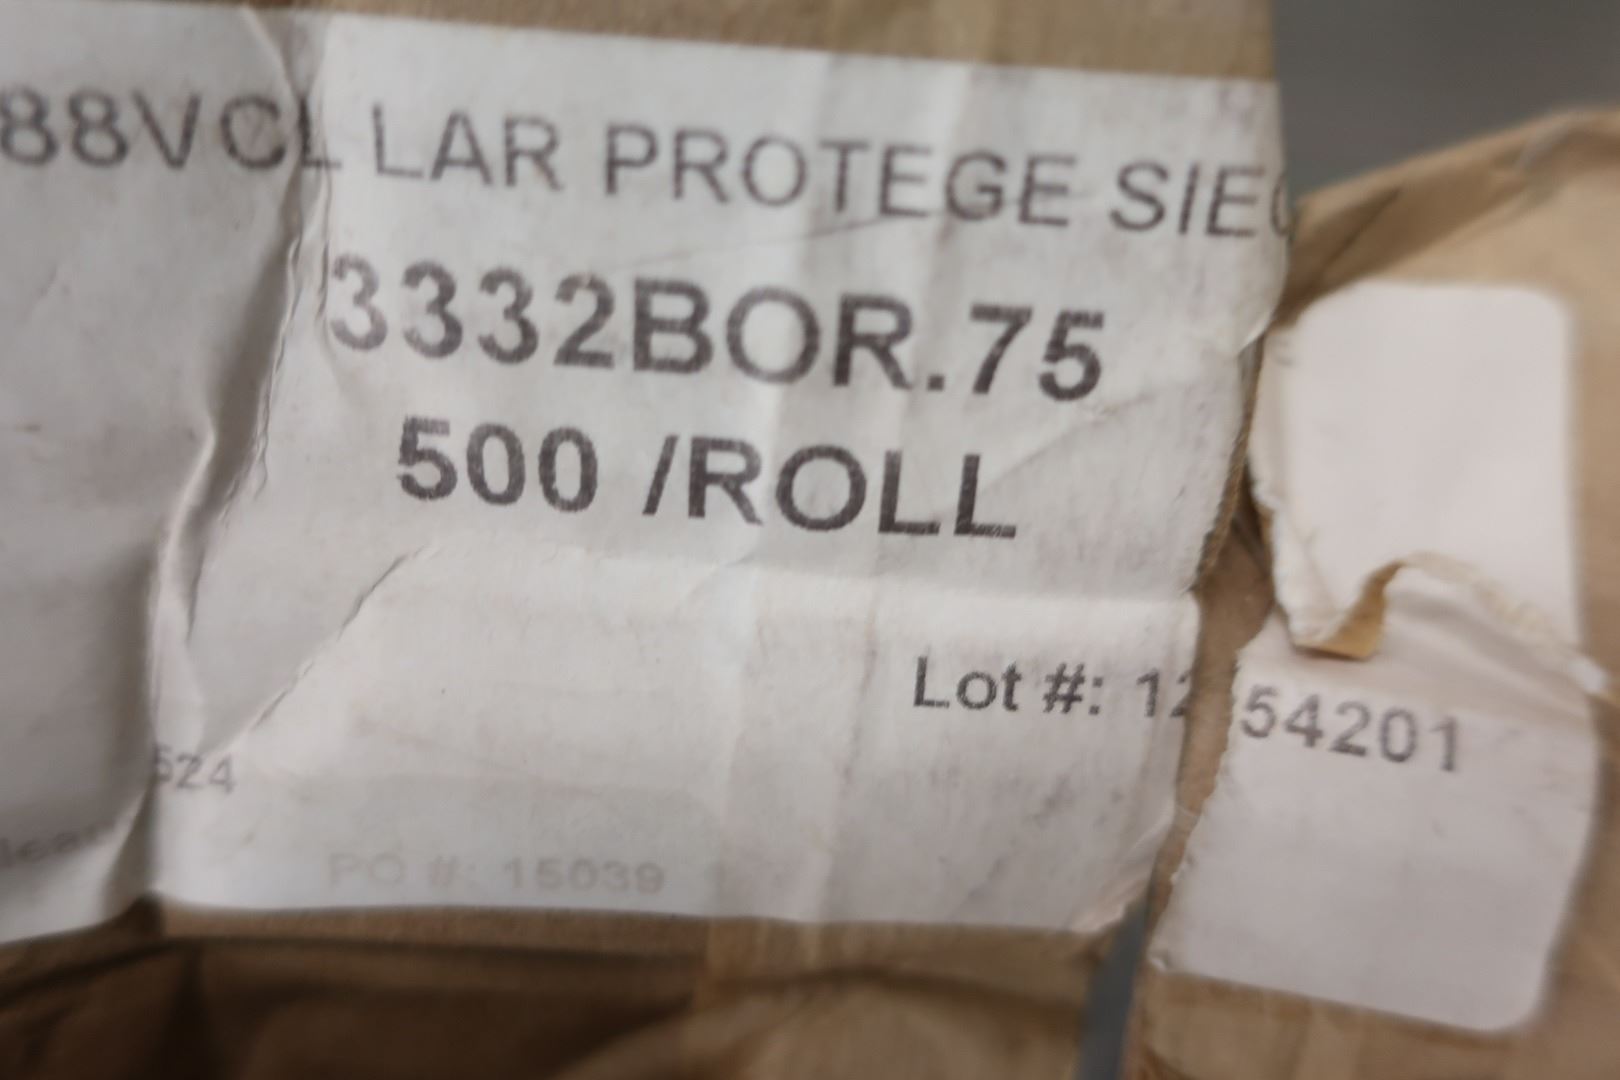 88VCL LAR PROTEGE SIEG
3332BOR.75
500 /ROLL
Lot #: 12 54201
524
PO #: 15039